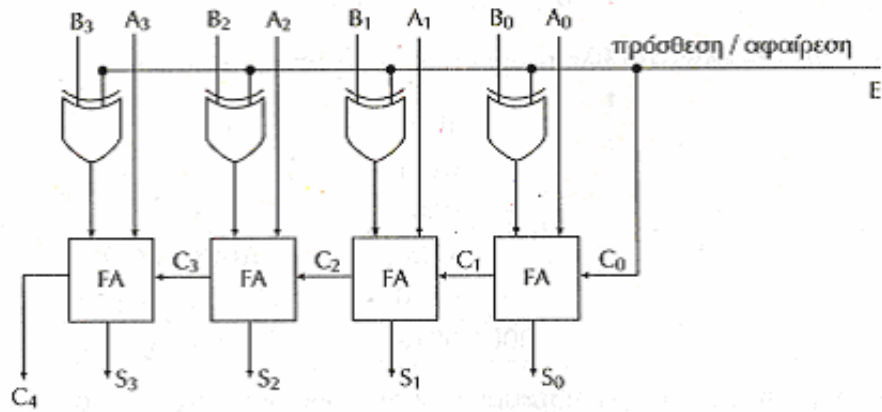 B₃ A₃ B₂ A₂ B₁ A₁ B₀ A₀
πρόσθεση / αφαίρεση
E
FA C₃ FA C₂ FA C₁ FA C₀
C₄ S₃ S₂ S₁ S₀